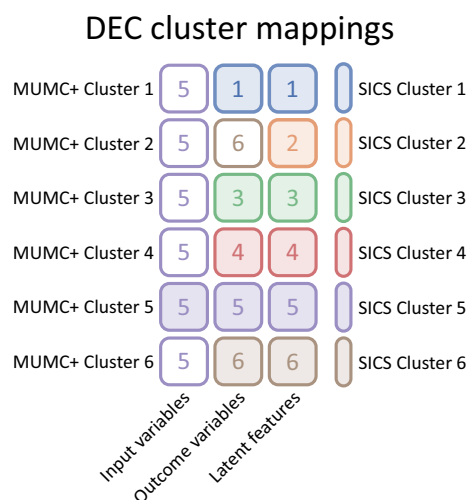 DEC cluster mappings
MUMC+ Cluster 1 5 1 1 SICS Cluster 1
MUMC+ Cluster 2 5 6 2 SICS Cluster 2
MUMC+ Cluster 3 5 3 3 SICS Cluster 3
MUMC+ Cluster 4 5 4 4 SICS Cluster 4
MUMC+ Cluster 5 5 5 5 SICS Cluster 5
MUMC+ Cluster 6 5 6 6 SICS Cluster 6
Input variables
Outcome variables
Latent features